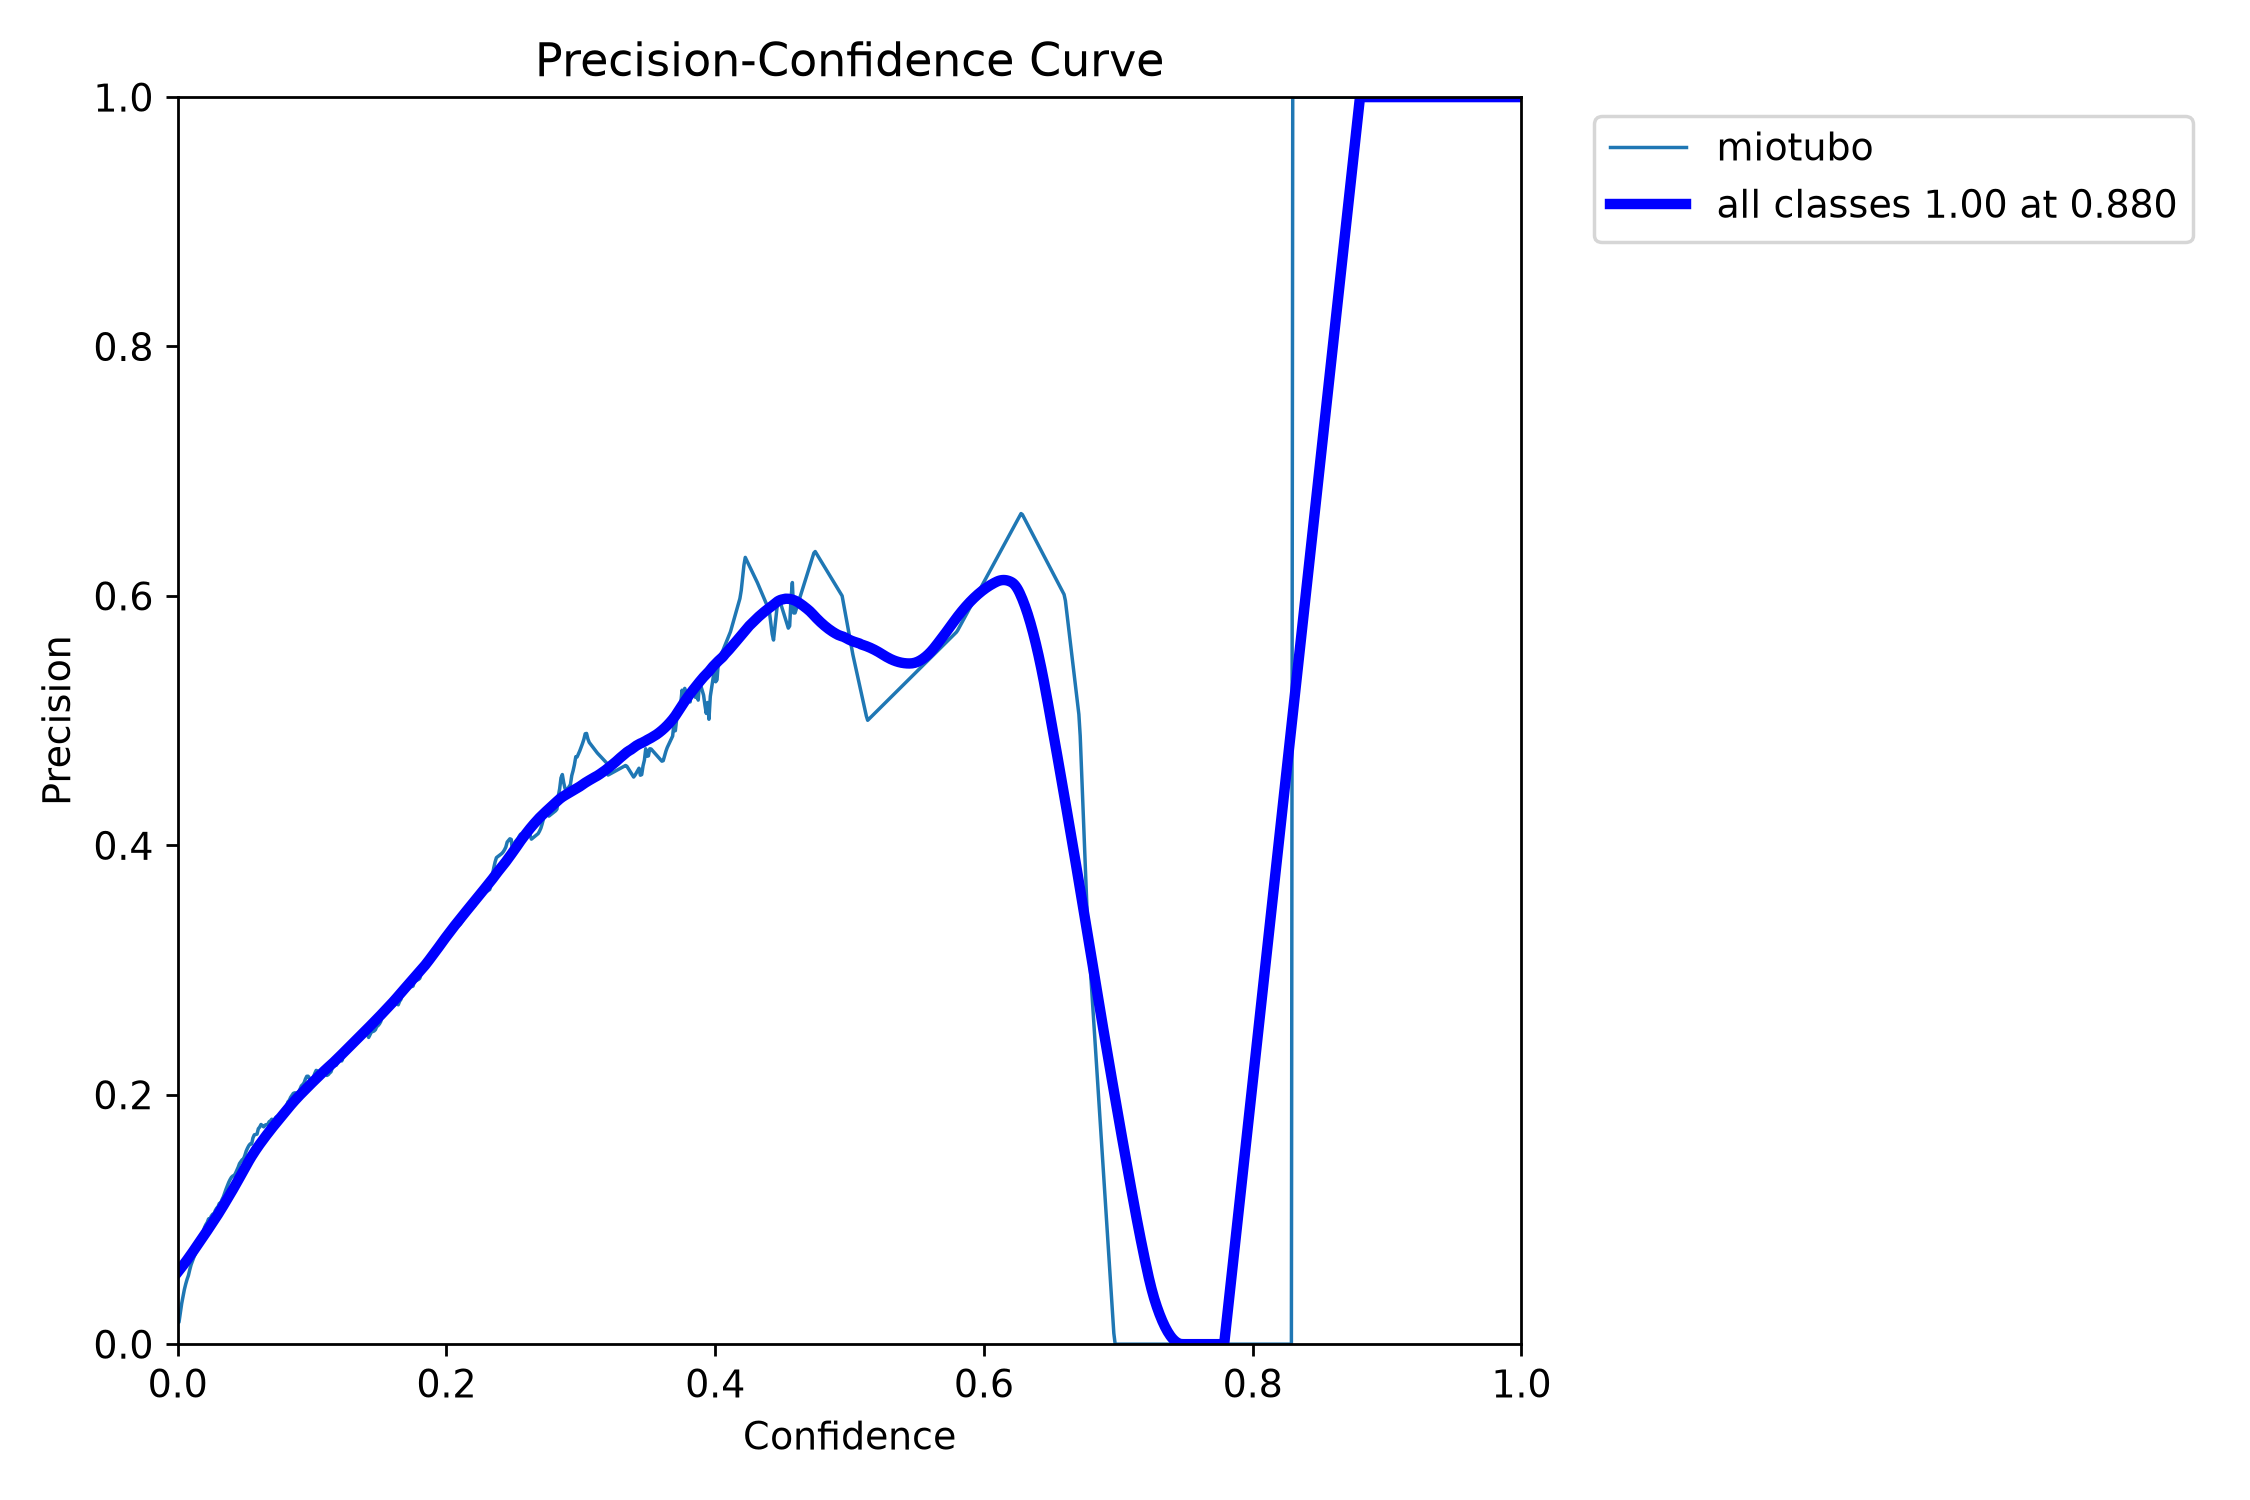 Precision-Confidence Curve
miotubo
all classes 1.00 at 0.880
Precision
1.0
0.8
0.6
0.4
0.2
0.0
0.0 0.2 0.4 0.6 0.8 1.0
Confidence